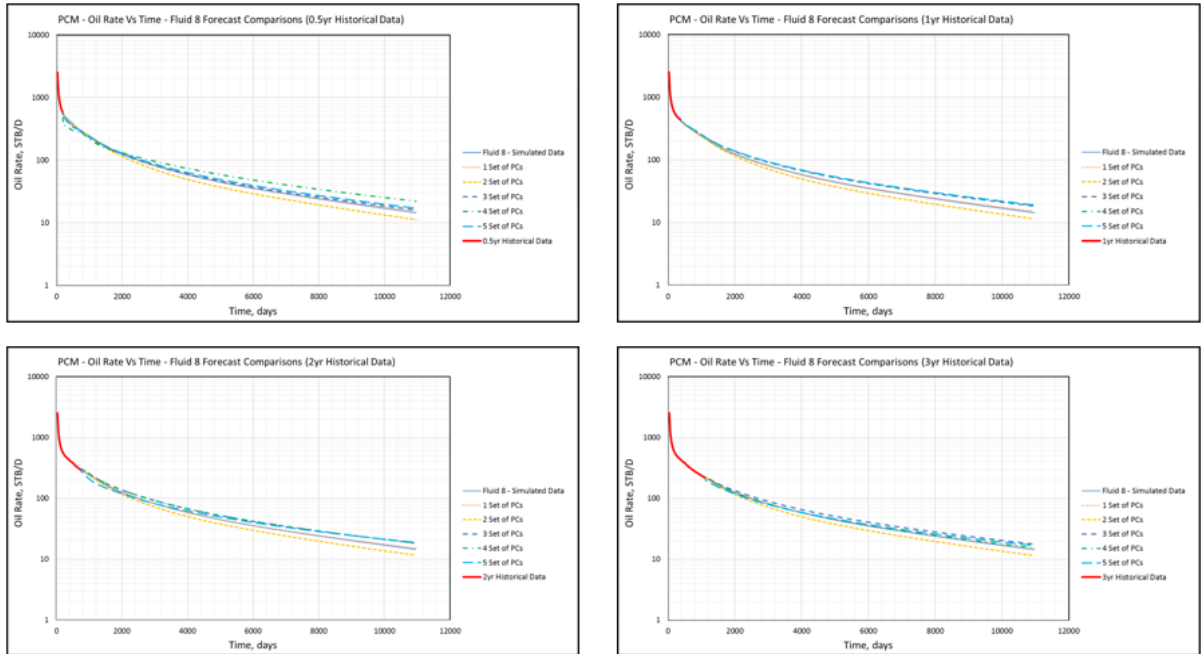 PCM - Oil Rate Vs Time - Fluid 8 Forecast Comparisons (0.5yr Historical Data)
10000
1000
100
10
1
Oil Rate, STB/D
0 2000 4000 6000 8000 10000 12000
Time, days
Fluid 8 - Simulated Data
1 Set of PCs
2 Set of PCs
3 Set of PCs
4 Set of PCs
5 Set of PCs
0.5yr Historical Data
PCM - Oil Rate Vs Time - Fluid 8 Forecast Comparisons (1yr Historical Data)
10000
1000
100
10
1
Oil Rate, STB/D
0 2000 4000 6000 8000 10000 12000
Time, days
Fluid 8 - Simulated Data
1 Set of PCs
2 Set of PCs
3 Set of PCs
4 Set of PCs
5 Set of PCs
1yr Historical Data
PCM - Oil Rate Vs Time - Fluid 8 Forecast Comparisons (2yr Historical Data)
10000
1000
100
10
1
Oil Rate, STB/D
0 2000 4000 6000 8000 10000 12000
Time, days
Fluid 8 - Simulated Data
1 Set of PCs
2 Set of PCs
3 Set of PCs
4 Set of PCs
5 Set of PCs
2yr Historical Data
PCM - Oil Rate Vs Time - Fluid 8 Forecast Comparisons (3yr Historical Data)
10000
1000
100
10
1
Oil Rate, STB/D
0 2000 4000 6000 8000 10000 12000
Time, days
Fluid 8 - Simulated Data
1 Set of PCs
2 Set of PCs
3 Set of PCs
4 Set of PCs
5 Set of PCs
3yr Historical Data